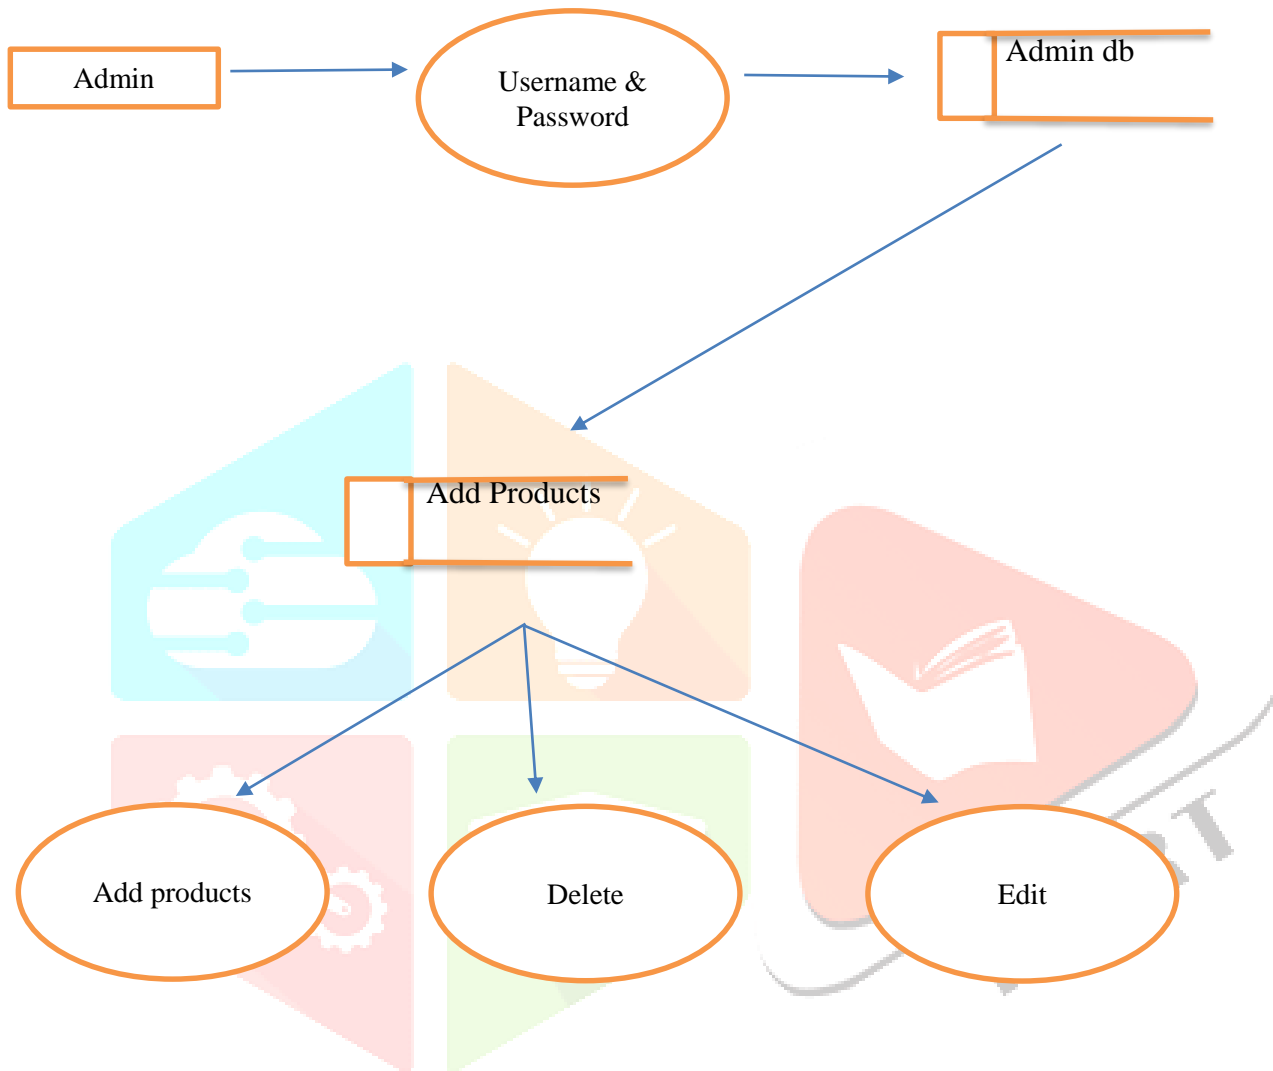 Admin
Username &
Password
Admin db
Add Products
Add products
Delete
Edit